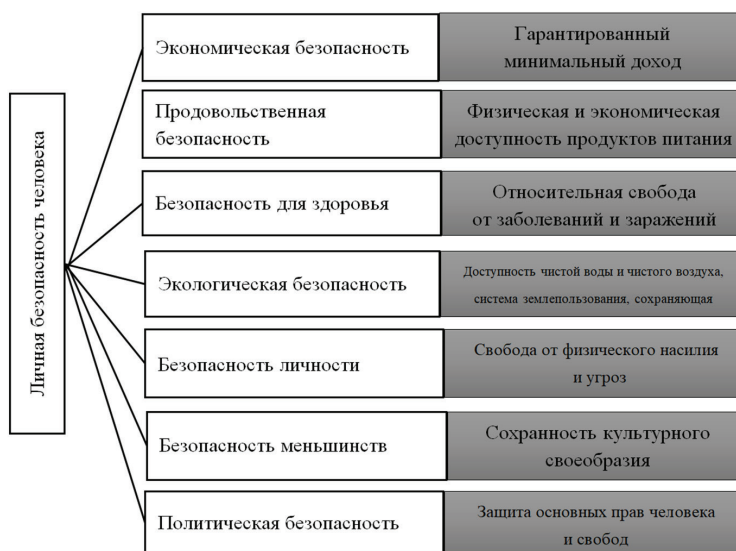 Личная безопасность человека
Экономическая безопасность
Гарантированный
минимальный доход
Продовольственная
безопасность
Физическая и экономическая
доступность продуктов питания
Безопасность для здоровья
Относительная свобода
от заболеваний и заражений
Экологическая безопасность
Доступность чистой воды и чистого воздуха,
система землепользования, сохраняющая
Безопасность личности
Свобода от физического насилия
и угроз
Безопасность меньшинств
Сохранность культурного
своеобразия
Политическая безопасность
Защита основных прав человека
и свобод